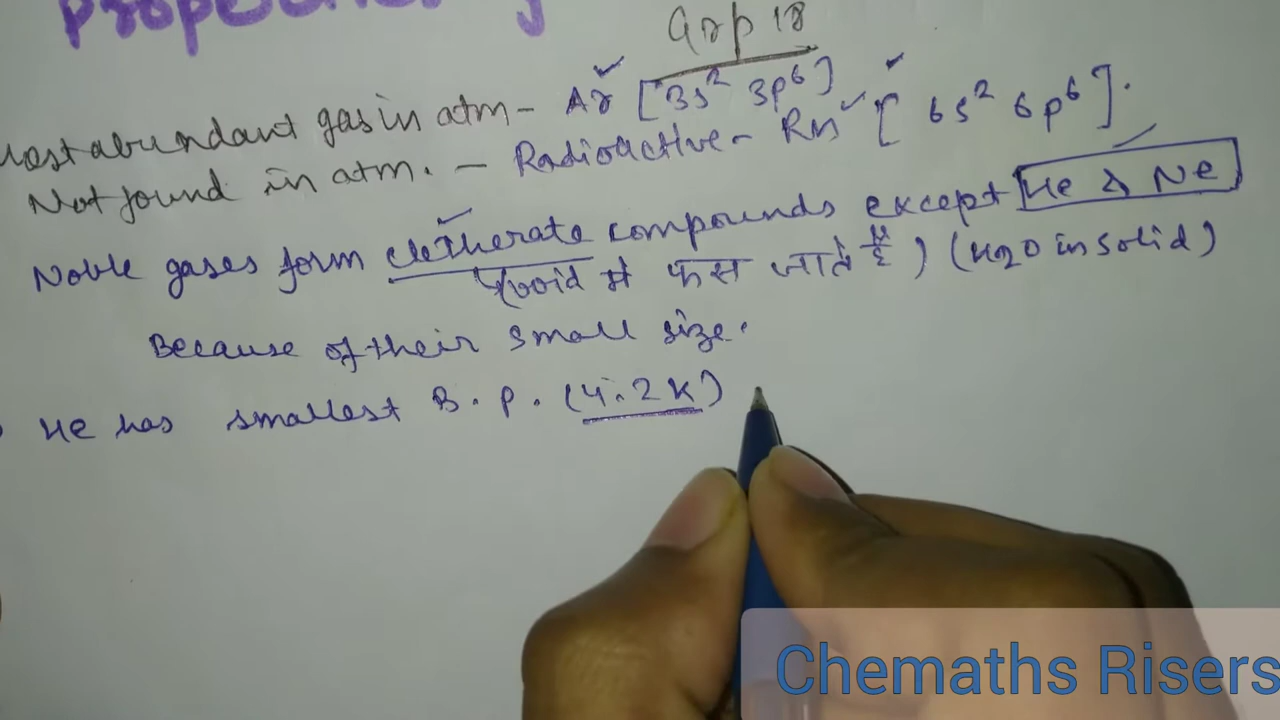 Grp 18
Most abundant gas in atm - Ar [3s² 3p⁶]
Not found in atm. - Radioactive - Rn [6s² 6p⁶].
Noble gases form cletherate compounds except He & Ne
(void में फस जाते हैं) (H2O in solid)
Because of their small size.
He has smallest B.P. (4.2K)
Chemaths Risers